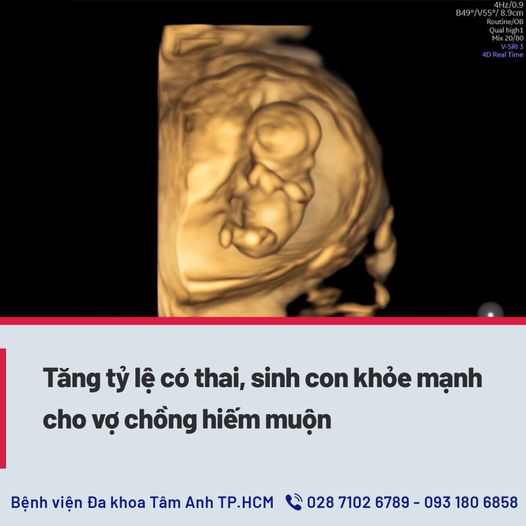 4Hz/0.9
B49°/V55°/ 8.9cm
Routine/OB
Qual high1
Mix 20/80
V-SRI 3
4D Real Time
Tăng tỷ lệ có thai, sinh con khỏe mạnh
cho vợ chồng hiếm muộn
Bệnh viện Đa khoa Tâm Anh TP.HCM 028 7102 6789 - 093 180 6858